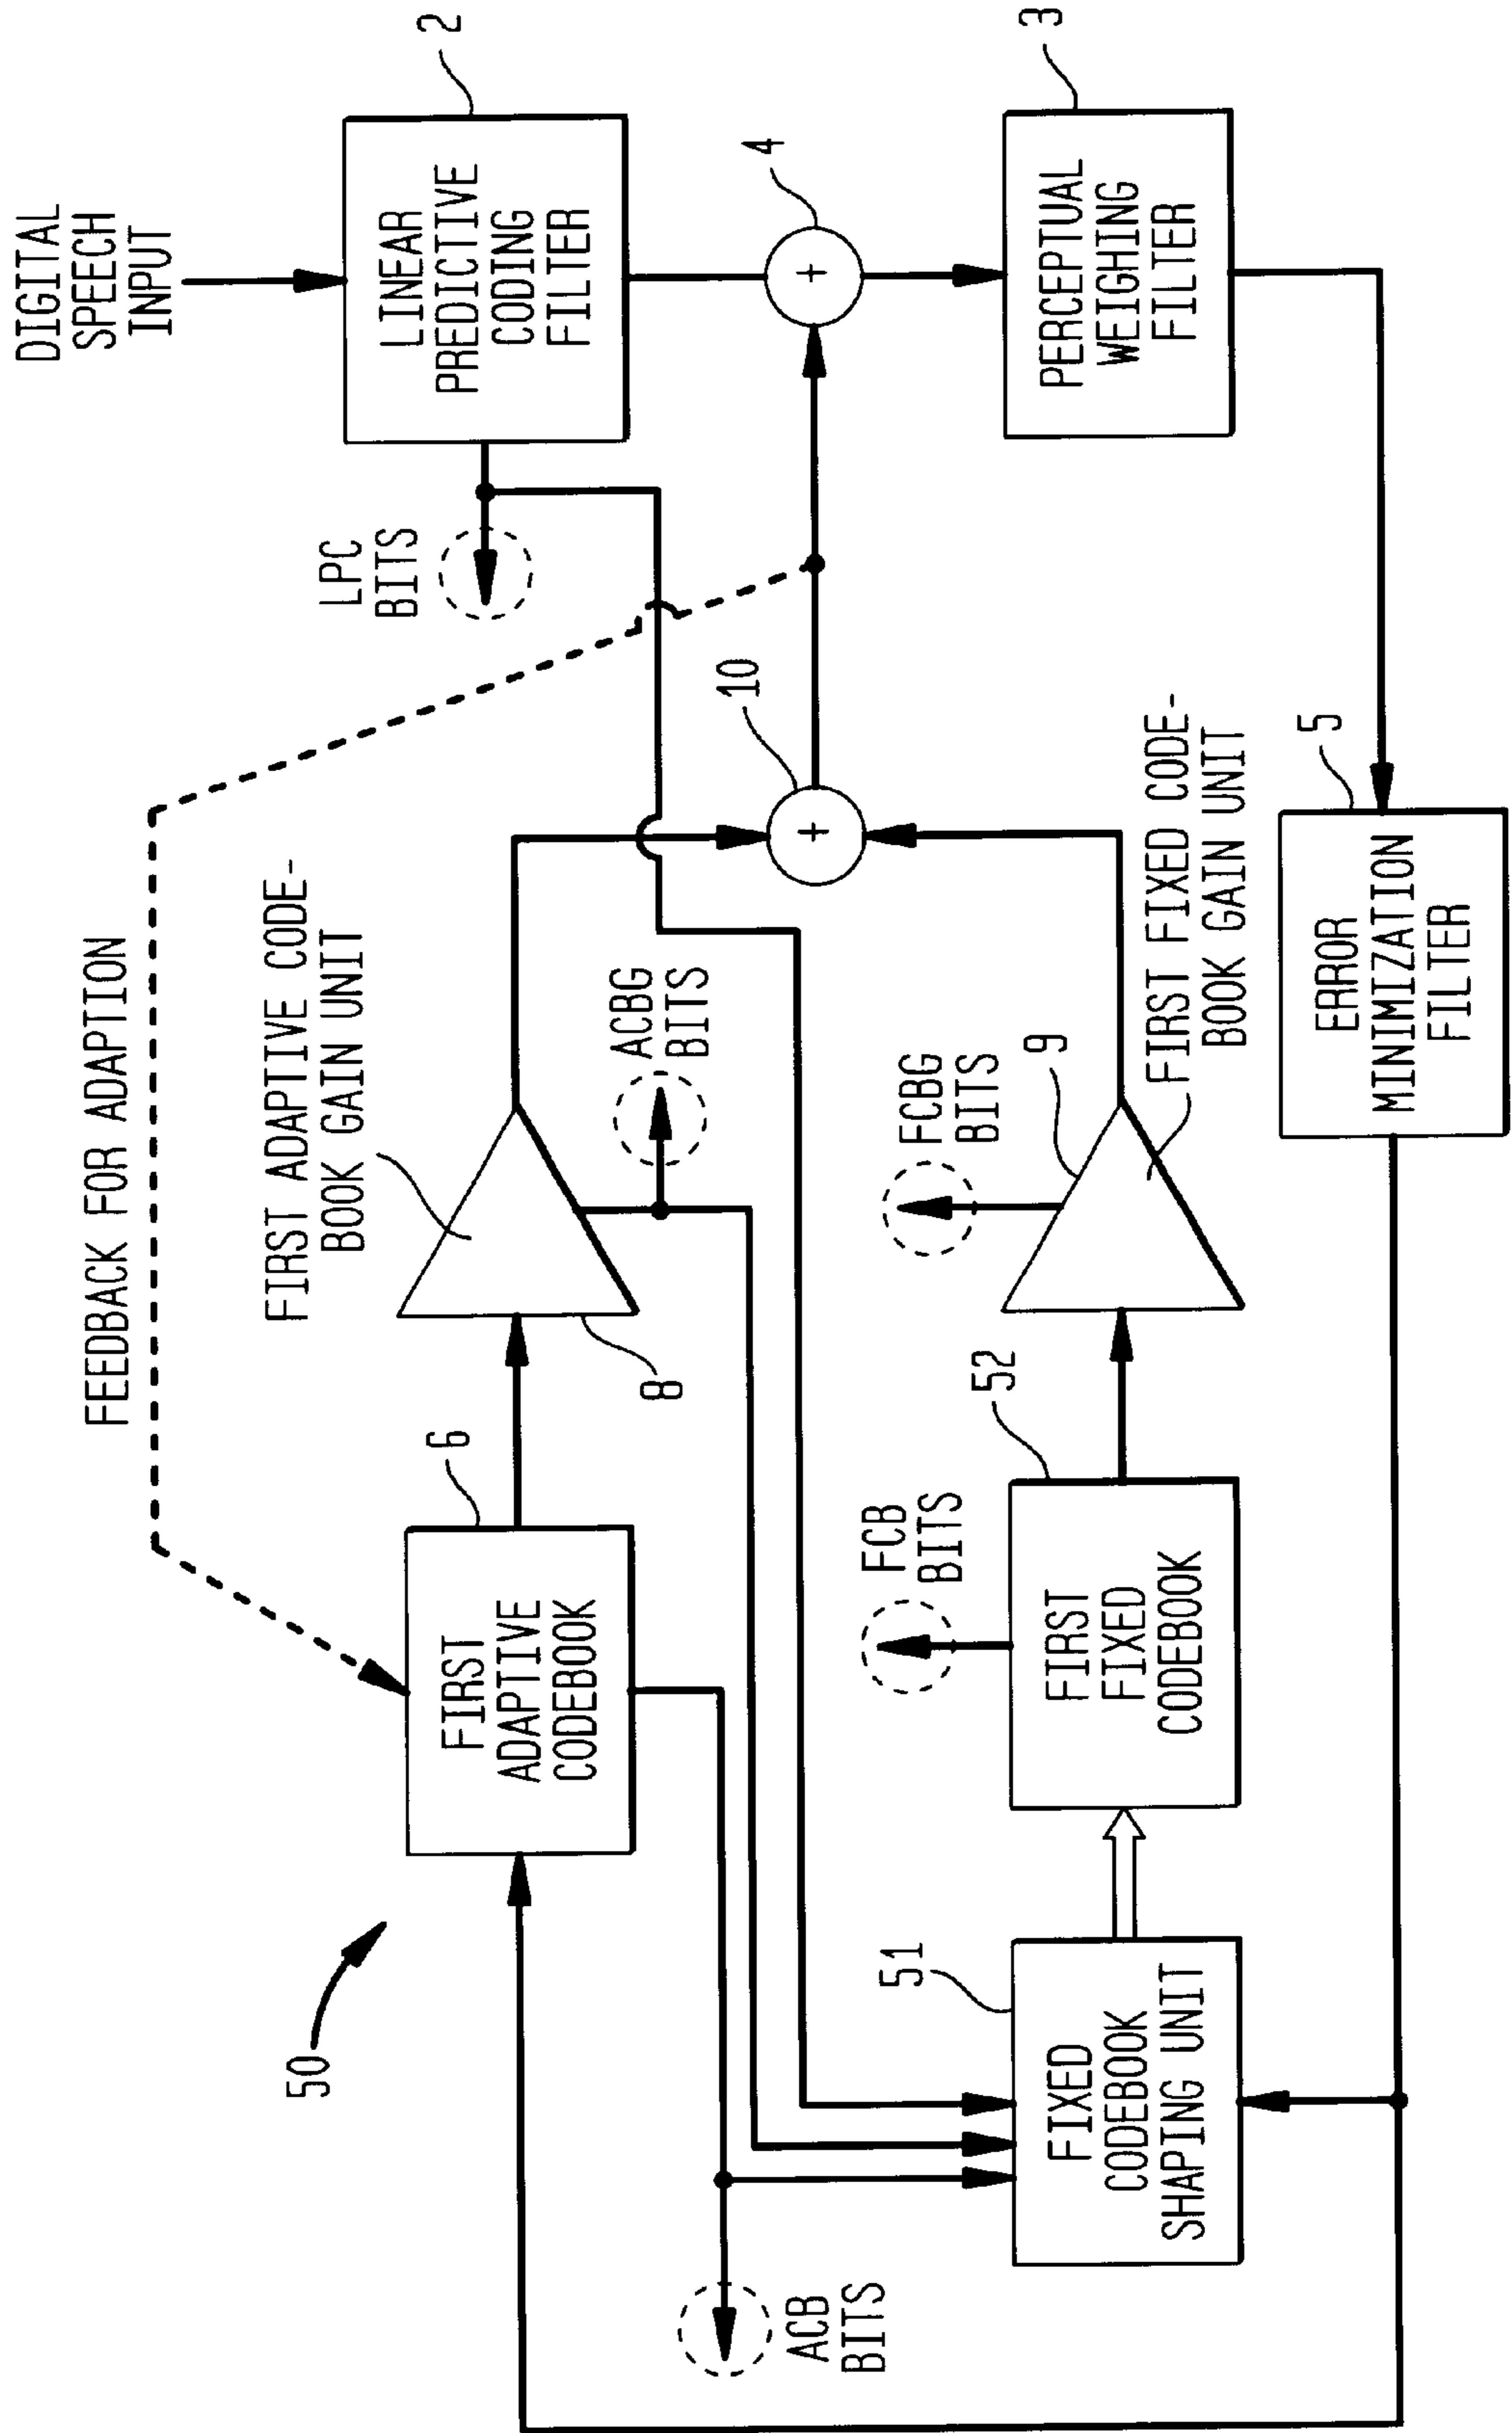 DIGITAL
SPEECH
INPUT
2
LINEAR
PREDICTIVE
CODING
FILTER
LPC
BITS
4
+
3
PERCEPTUAL
WEIGHING
FILTER
FEEDBACK FOR ADAPTION
10
+
FIRST ADAPTIVE CODE-
BOOK GAIN UNIT
8
ACBG
BITS
6
FIRST
ADAPTIVE
CODEBOOK
50
ACB
BITS
51
FIXED
CODEBOOK
SHAPING UNIT
FCB
BITS
52
FIRST
FIXED
CODEBOOK
FCBG
BITS
9
FIRST FIXED CODE-
BOOK GAIN UNIT
5
ERROR
MINIMIZATION
FILTER